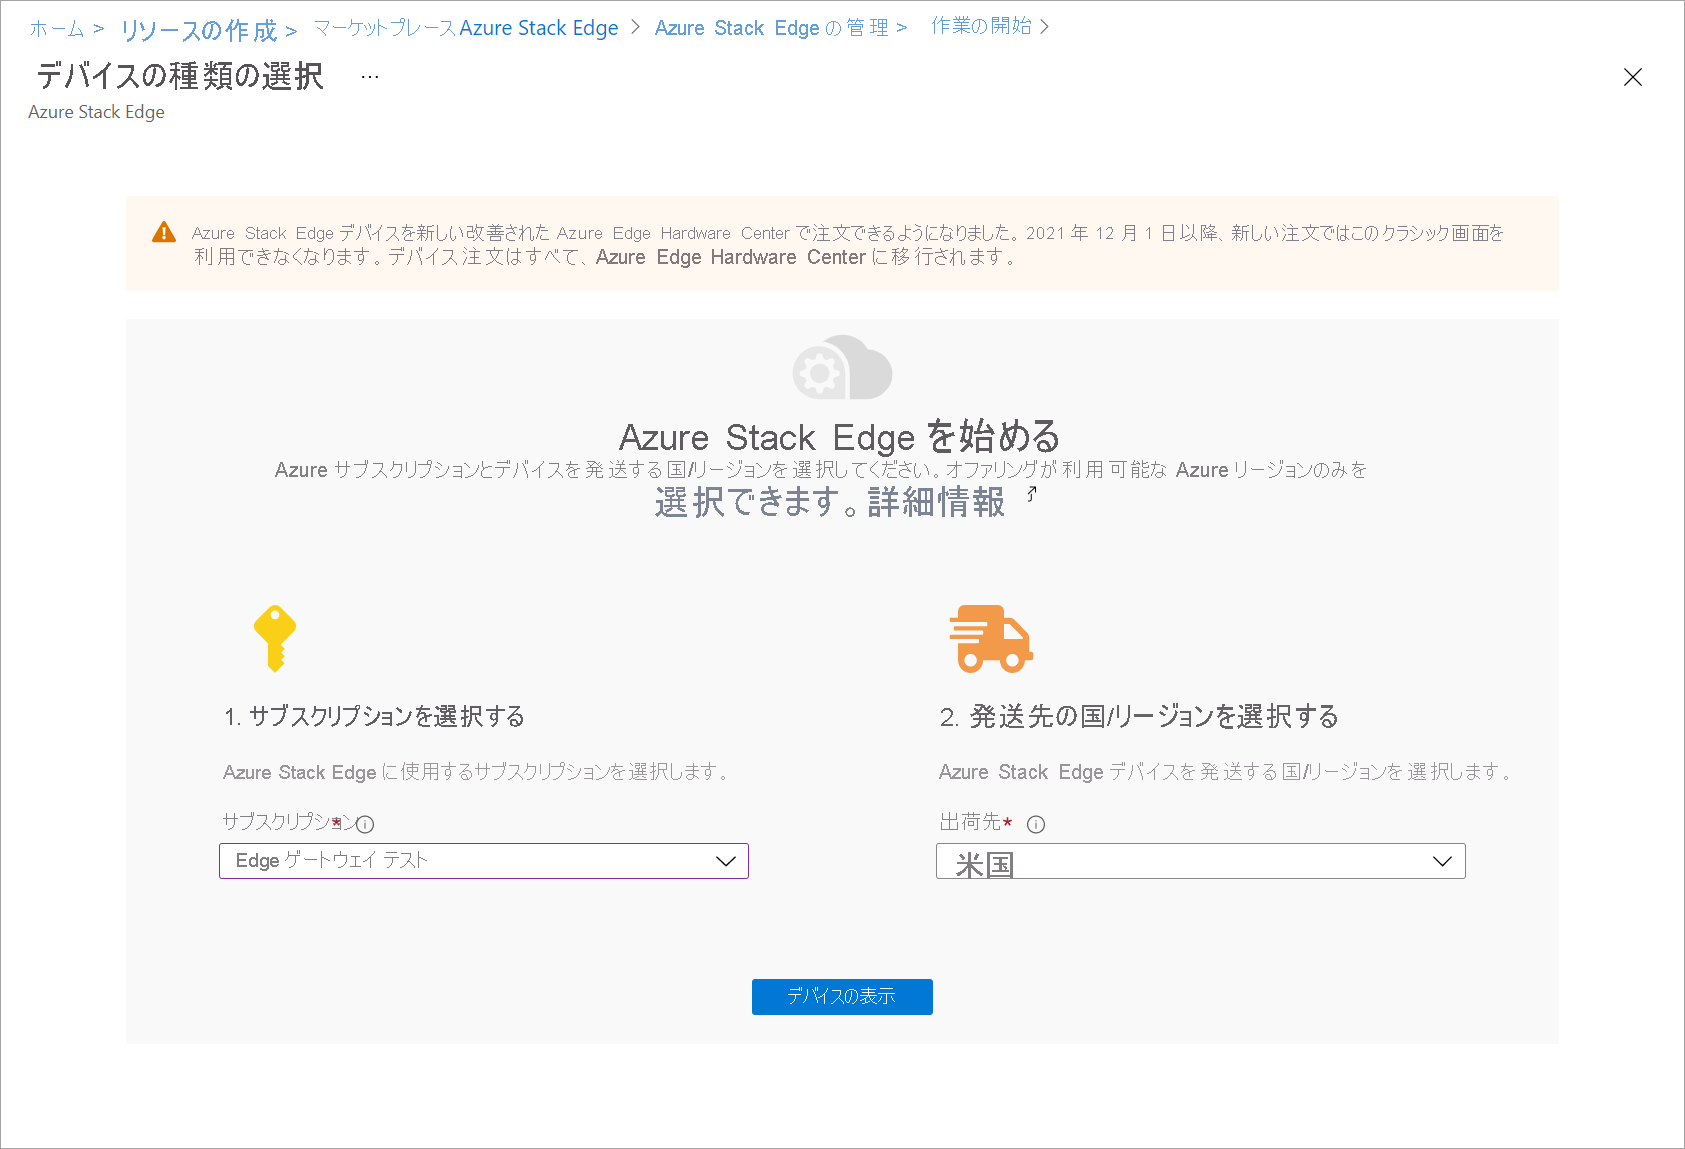 ホーム > リソースの作成 > マーケットプレース Azure Stack Edge > Azure Stack Edge の管理 > 作業の開始 >
デバイスの種類の選択 ...
Azure Stack Edge
Azure Stack Edge デバイスを新しい改善された Azure Edge Hardware Center で注文できるようになりました。2021 年 12 月 1 日以降、新しい注文ではこのクラシック画面を
利用できなくなります。デバイス注文はすべて、Azure Edge Hardware Center に移行されます。
Azure Stack Edge を始める
Azure サブスクリプションとデバイスを発送する国/リージョンを選択してください。オファリングが利用可能な Azure リージョンのみを
選択できます。詳細情報
1. サブスクリプションを選択する
2. 発送先の国/リージョンを選択する
Azure Stack Edge に使用するサブスクリプションを選択します。
Azure Stack Edge デバイスを発送する国/リージョンを選択します。
サブスクリプション*
出荷先*
Edge ゲートウェイ テスト
米国
デバイスの表示